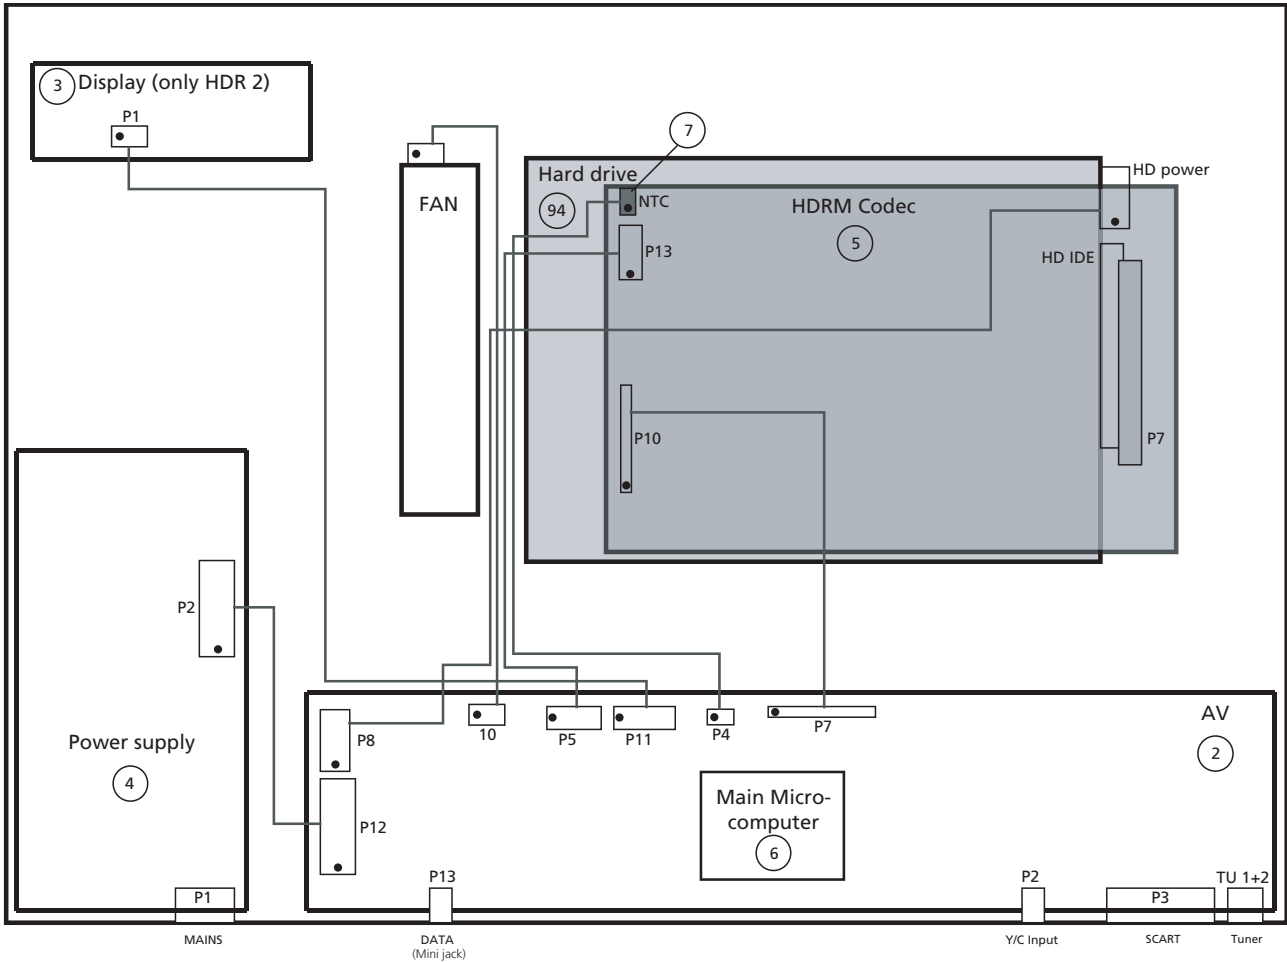 3 Display (only HDR 2)
P1
7
FAN
Hard drive
94
NTC
HDRM Codec
5
HD power
P13
HD IDE
P10
P7
P2
Power supply
4
P1
MAINS
P8
10
P5
P11
P4
P7
AV
2
P12
Main Micro-
computer
6
P13
DATA
(Mini jack)
P2
Y/C Input
P3
SCART
TU 1+2
Tuner